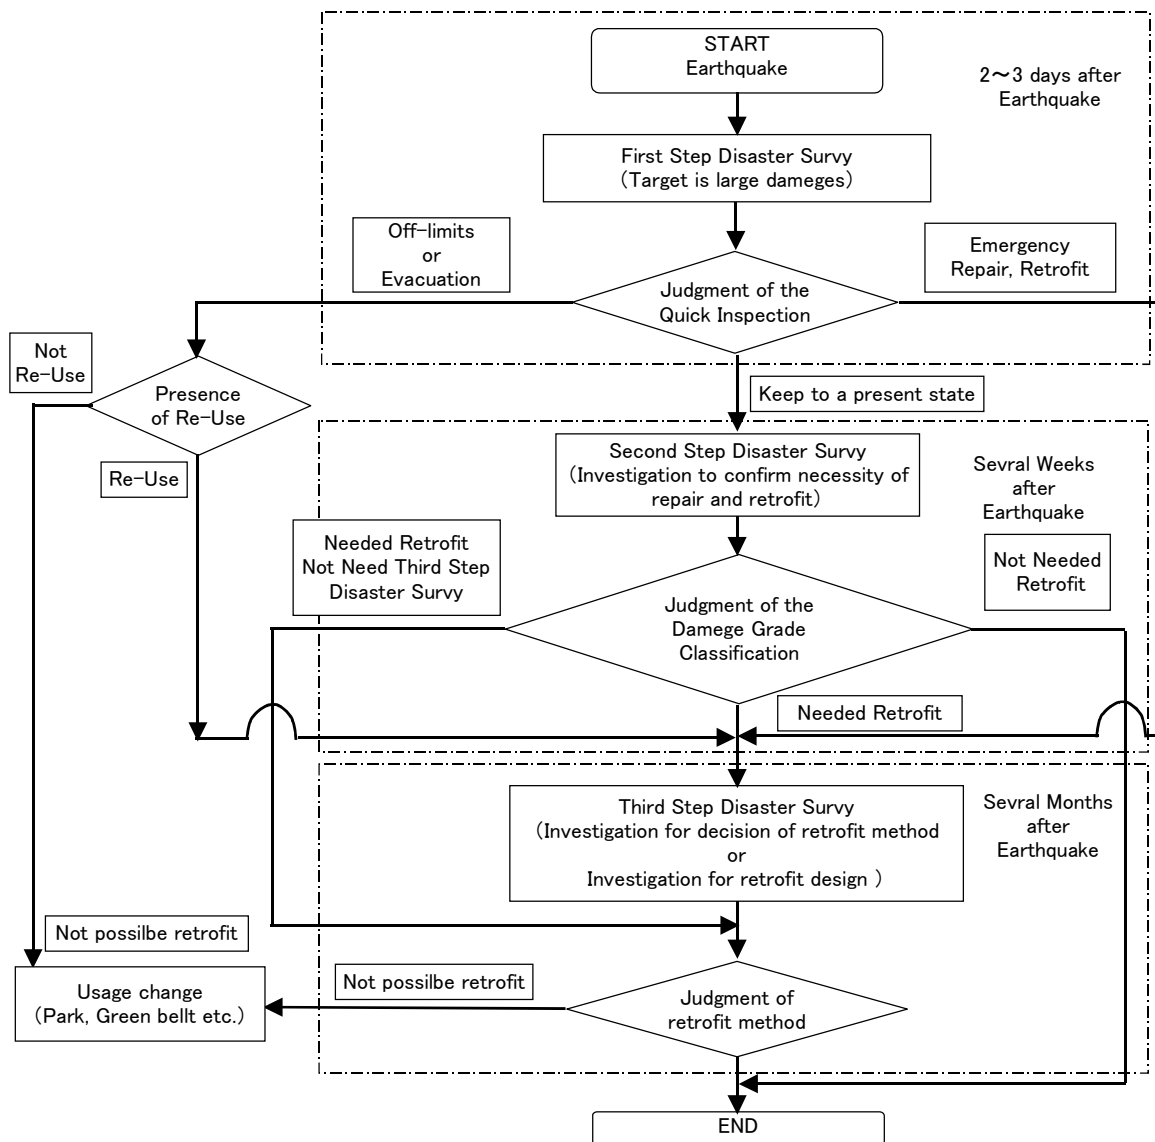 START
Earthquake
2～3 days after
Earthquake
First Step Disaster Survy
(Target is large dameges)
Off-limits
or
Evacuation
Emergency
Repair, Retrofit
Judgment of the
Quick Inspection
Not
Re-Use
Presence
of Re-Use
Keep to a present state
Re-Use
Second Step Disaster Survy
(Investigation to confirm necessity of
repair and retrofit)
Sevral Weeks
after
Earthquake
Needed Retrofit
Not Need Third Step
Disaster Survy
Not Needed
Retrofit
Judgment of the
Damege Grade
Classification
Needed Retrofit
Third Step Disaster Survy
(Investigation for decision of retrofit method
or
Investigation for retrofit design )
Sevral Months
after
Earthquake
Not possilbe retrofit
Usage change
(Park, Green bellt etc.)
Not possilbe retrofit
Judgment of
retrofit method
END